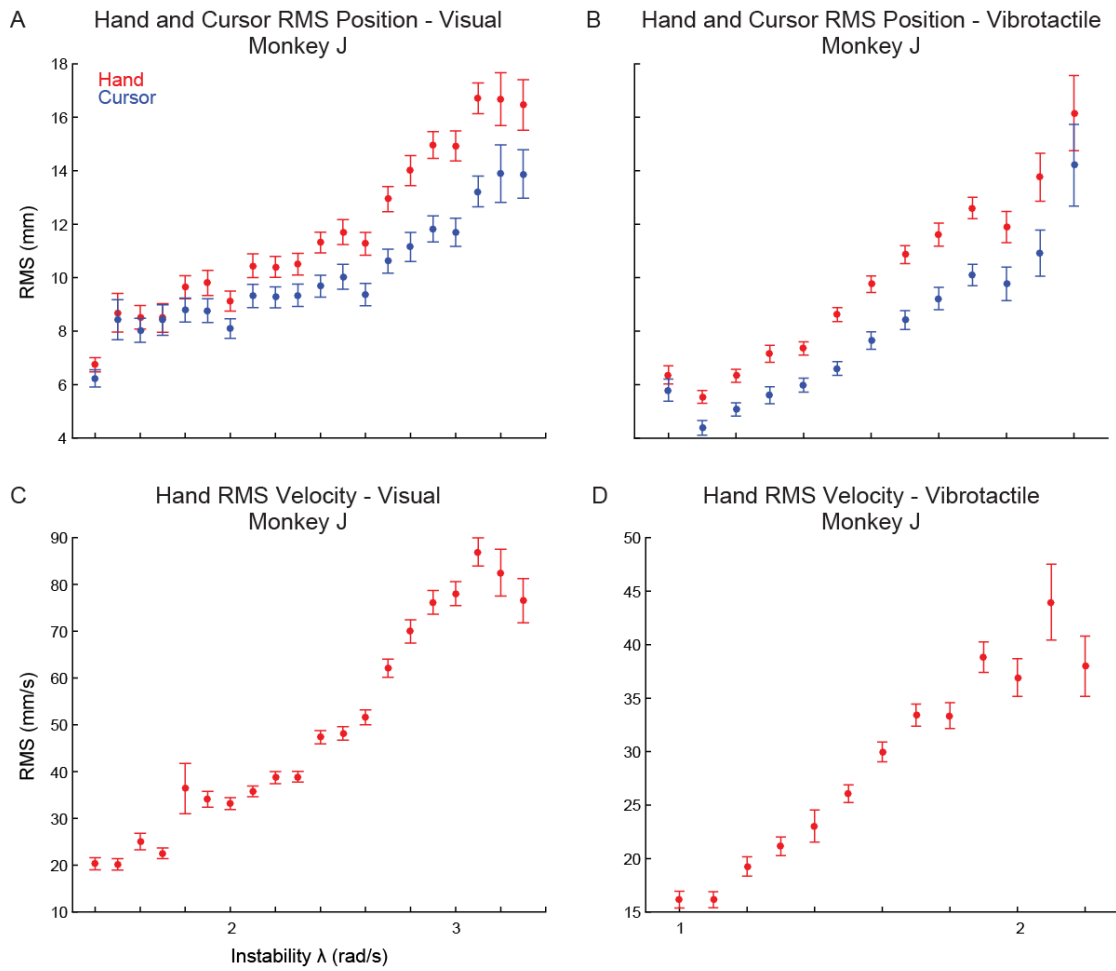 A
Hand and Cursor RMS Position - Visual
Monkey J
B
Hand and Cursor RMS Position - Vibrotactile
Monkey J
Hand
Cursor
RMS (mm)
18
16
14
12
10
8
6
4
C
Hand RMS Velocity - Visual
Monkey J
D
Hand RMS Velocity - Vibrotactile
Monkey J
RMS (mm/s)
90
80
70
60
50
40
30
20
10
2
3
Instability λ (rad/s)
50
45
40
35
30
25
20
15
1
2